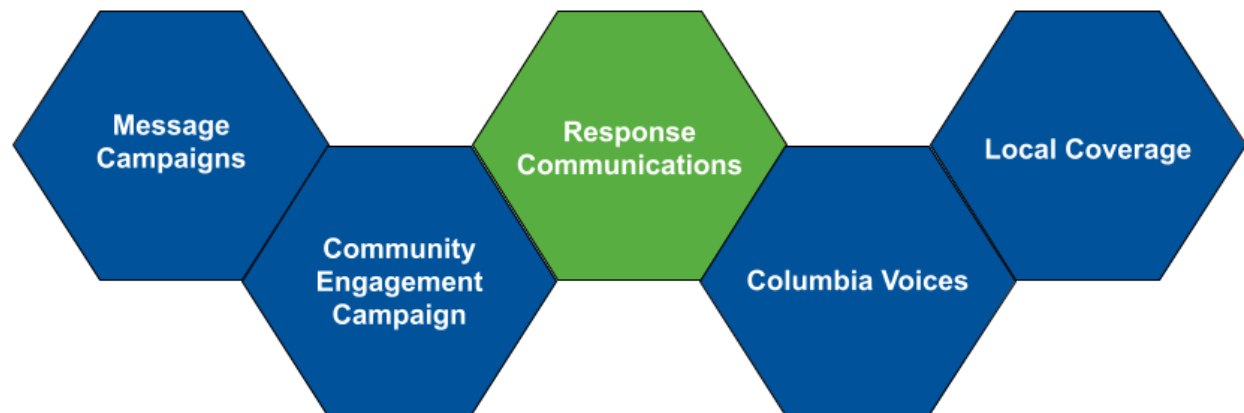 Message
Campaigns
Community
Engagement
Campaign
Response
Communications
Columbia Voices
Local Coverage